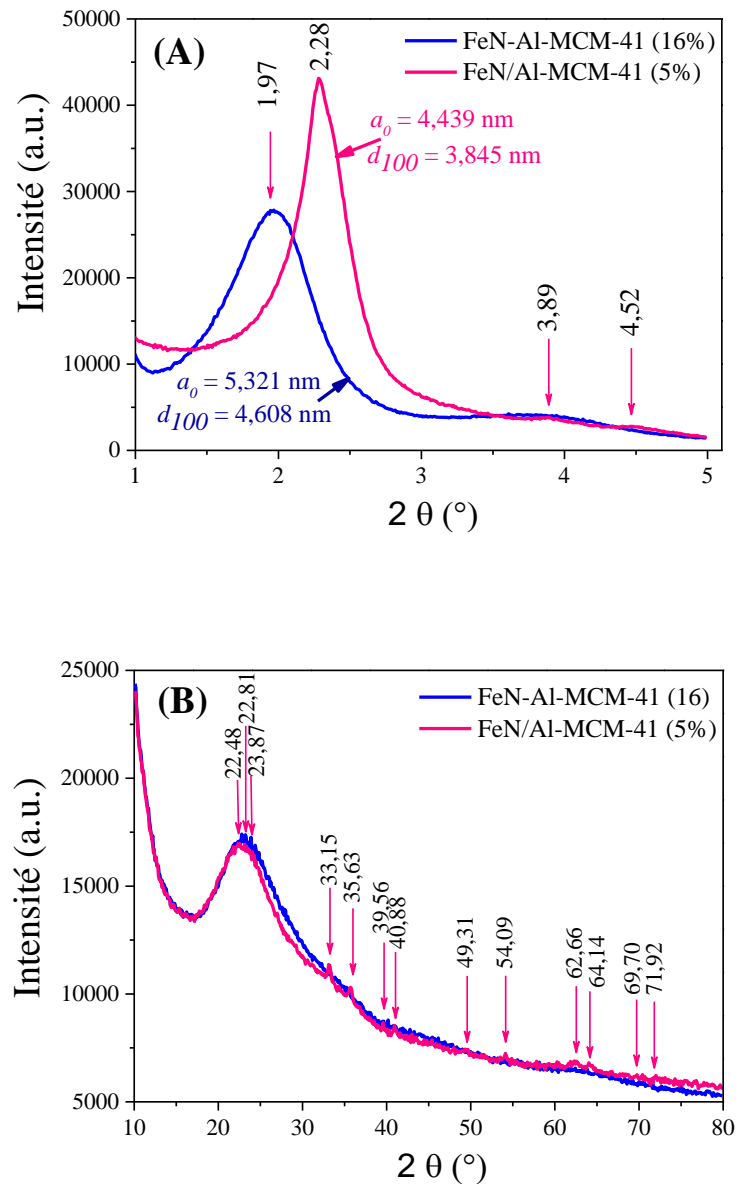 (A)
FeN-Al-MCM-41 (16%)
FeN/Al-MCM-41 (5%)
1,97
2,28
a0 = 4,439 nm
d100 = 3,845 nm
3,89
4,52
a0 = 5,321 nm
d100 = 4,608 nm
Intensité (a.u.)
50000
40000
30000
20000
10000
0
1
2
3
4
5
2 θ (°)
(B)
FeN-Al-MCM-41 (16)
FeN/Al-MCM-41 (5%)
22,48
22,81
23,87
33,15
35,63
39,56
40,88
49,31
54,09
62,66
64,14
69,70
71,92
Intensité (a.u.)
25000
20000
15000
10000
5000
10
20
30
40
50
60
70
80
2 θ (°)